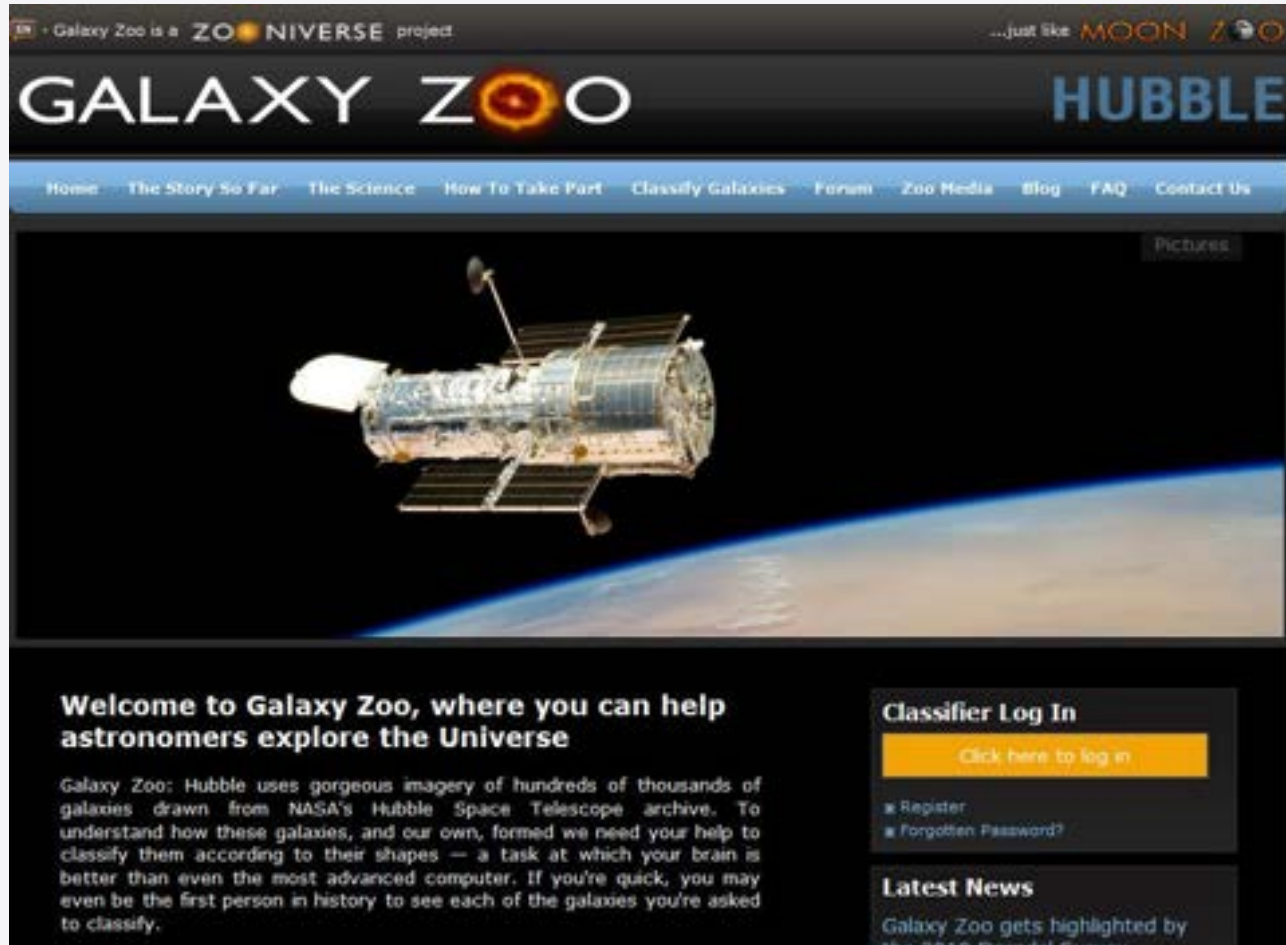 Galaxy Zoo is a ZOONIVERSE project
...just like MOON ZOO
GALAXY ZOO
HUBBLE
Home The Story So Far The Science How To Take Part Classify Galaxies Forum Zoo Media Blog FAQ Contact Us
Pictures
Welcome to Galaxy Zoo, where you can help
astronomers explore the Universe
Galaxy Zoo: Hubble uses gorgeous imagery of hundreds of thousands of
galaxies drawn from NASA's Hubble Space Telescope archive. To
understand how these galaxies, and our own, formed we need your help to
classify them according to their shapes — a task at which your brain is
better than even the most advanced computer. If you're quick, you may
even be the first person in history to see each of the galaxies you're asked
to classify.
Classifier Log In
Click here to log in
Register
Forgotten Password?
Latest News
Galaxy Zoo gets highlighted by